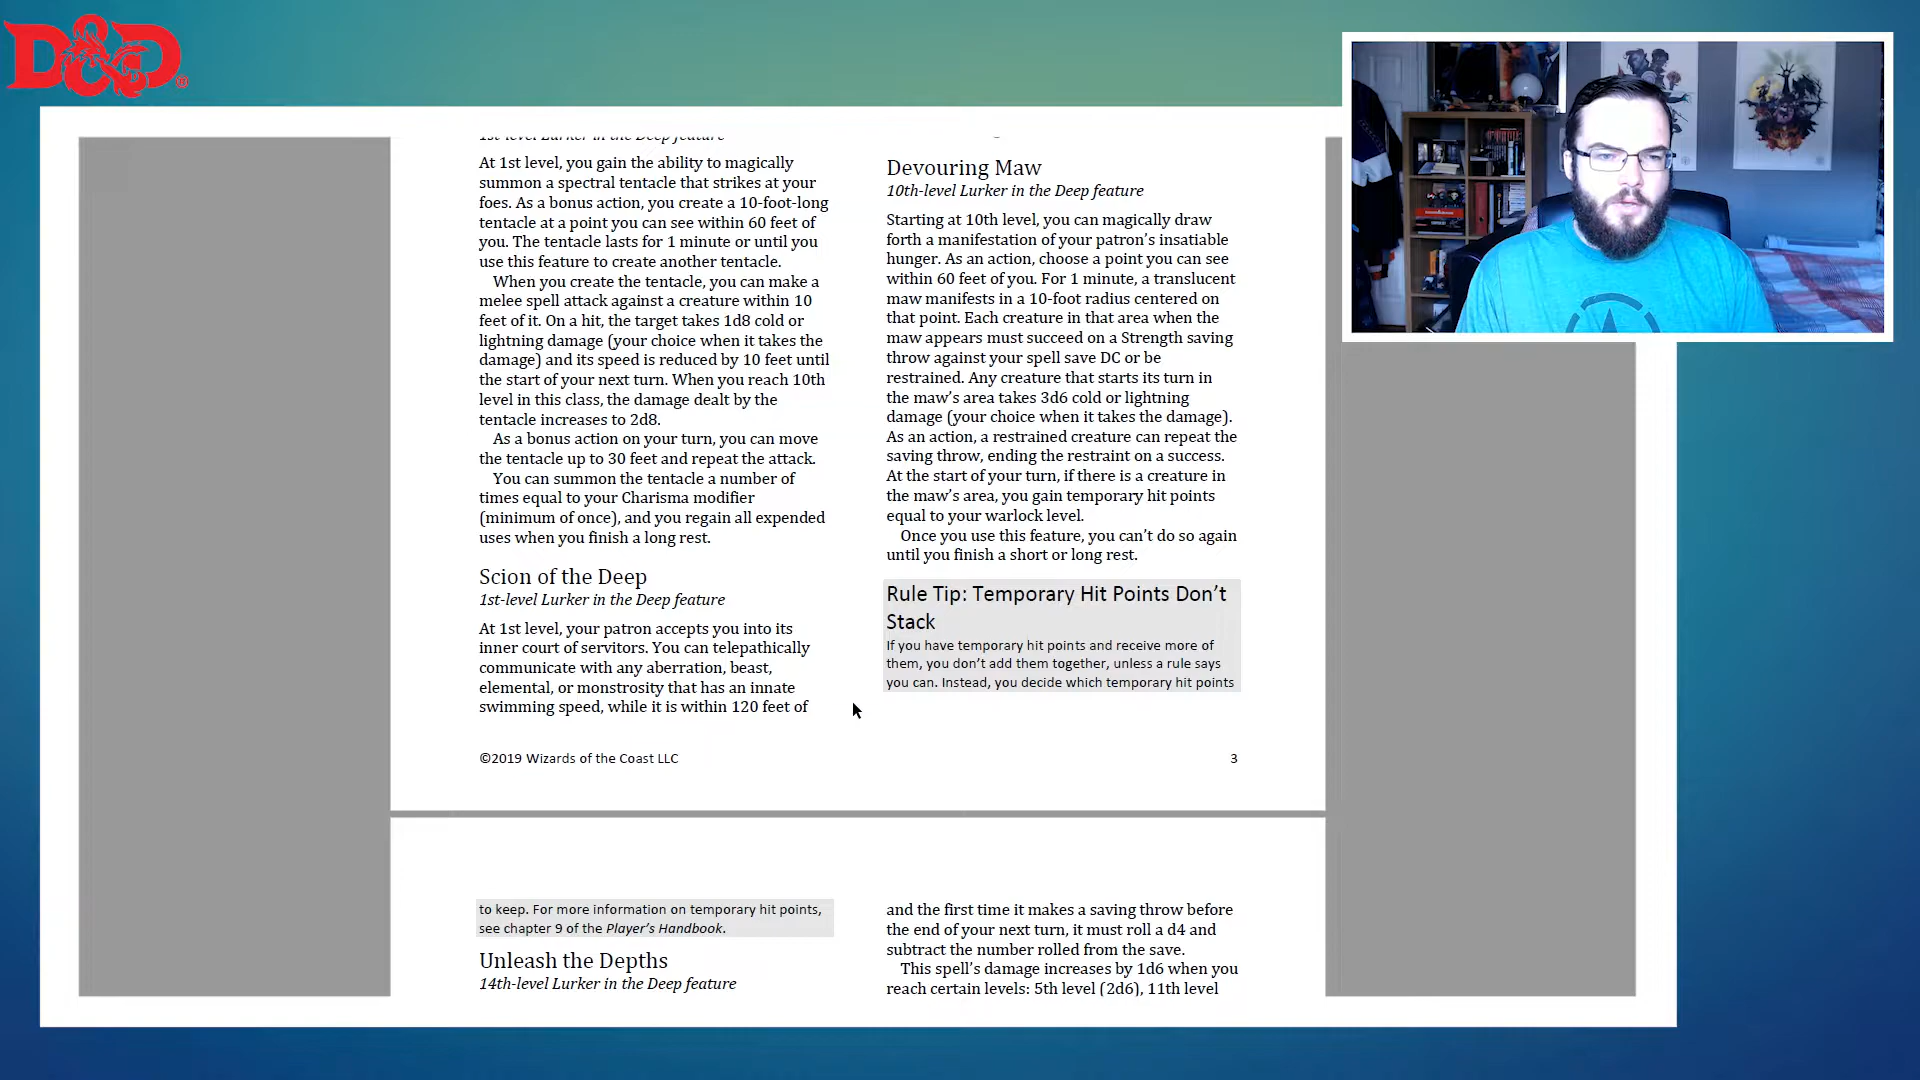 D&D®
1st-level Lurker in the Deep feature
At 1st level, you gain the ability to magically
summon a spectral tentacle that strikes at your
foes. As a bonus action, you create a 10-foot-long
tentacle at a point you can see within 60 feet of
you. The tentacle lasts for 1 minute or until you
use this feature to create another tentacle.
When you create the tentacle, you can make a
melee spell attack against a creature within 10
feet of it. On a hit, the target takes 1d8 cold or
lightning damage (your choice when it takes the
damage) and its speed is reduced by 10 feet until
the start of your next turn. When you reach 10th
level in this class, the damage dealt by the
tentacle increases to 2d8.
As a bonus action on your turn, you can move
the tentacle up to 30 feet and repeat the attack.
You can summon the tentacle a number of
times equal to your Charisma modifier
(minimum of once), and you regain all expended
uses when you finish a long rest.
Scion of the Deep
1st-level Lurker in the Deep feature
At 1st level, your patron accepts you into its
inner court of servitors. You can telepathically
communicate with any aberration, beast,
elemental, or monstrosity that has an innate
swimming speed, while it is within 120 feet of
Devouring Maw
10th-level Lurker in the Deep feature
Starting at 10th level, you can magically draw
forth a manifestation of your patron's insatiable
hunger. As an action, choose a point you can see
within 60 feet of you. For 1 minute, a translucent
maw manifests in a 10-foot radius centered on
that point. Each creature in that area when the
maw appears must succeed on a Strength saving
throw against your spell save DC or be
restrained. Any creature that starts its turn in
the maw's area takes 3d6 cold or lightning
damage (your choice when it takes the damage).
As an action, a restrained creature can repeat the
saving throw, ending the restraint on a success.
At the start of your turn, if there is a creature in
the maw's area, you gain temporary hit points
equal to your warlock level.
Once you use this feature, you can't do so again
until you finish a short or long rest.
Rule Tip: Temporary Hit Points Don't
Stack
If you have temporary hit points and receive more of
them, you don't add them together, unless a rule says
you can. Instead, you decide which temporary hit points
©2019 Wizards of the Coast LLC
3
to keep. For more information on temporary hit points,
see chapter 9 of the Player's Handbook.
Unleash the Depths
14th-level Lurker in the Deep feature
and the first time it makes a saving throw before
the end of your next turn, it must roll a d4 and
subtract the number rolled from the save.
This spell's damage increases by 1d6 when you
reach certain levels: 5th level (2d6), 11th level